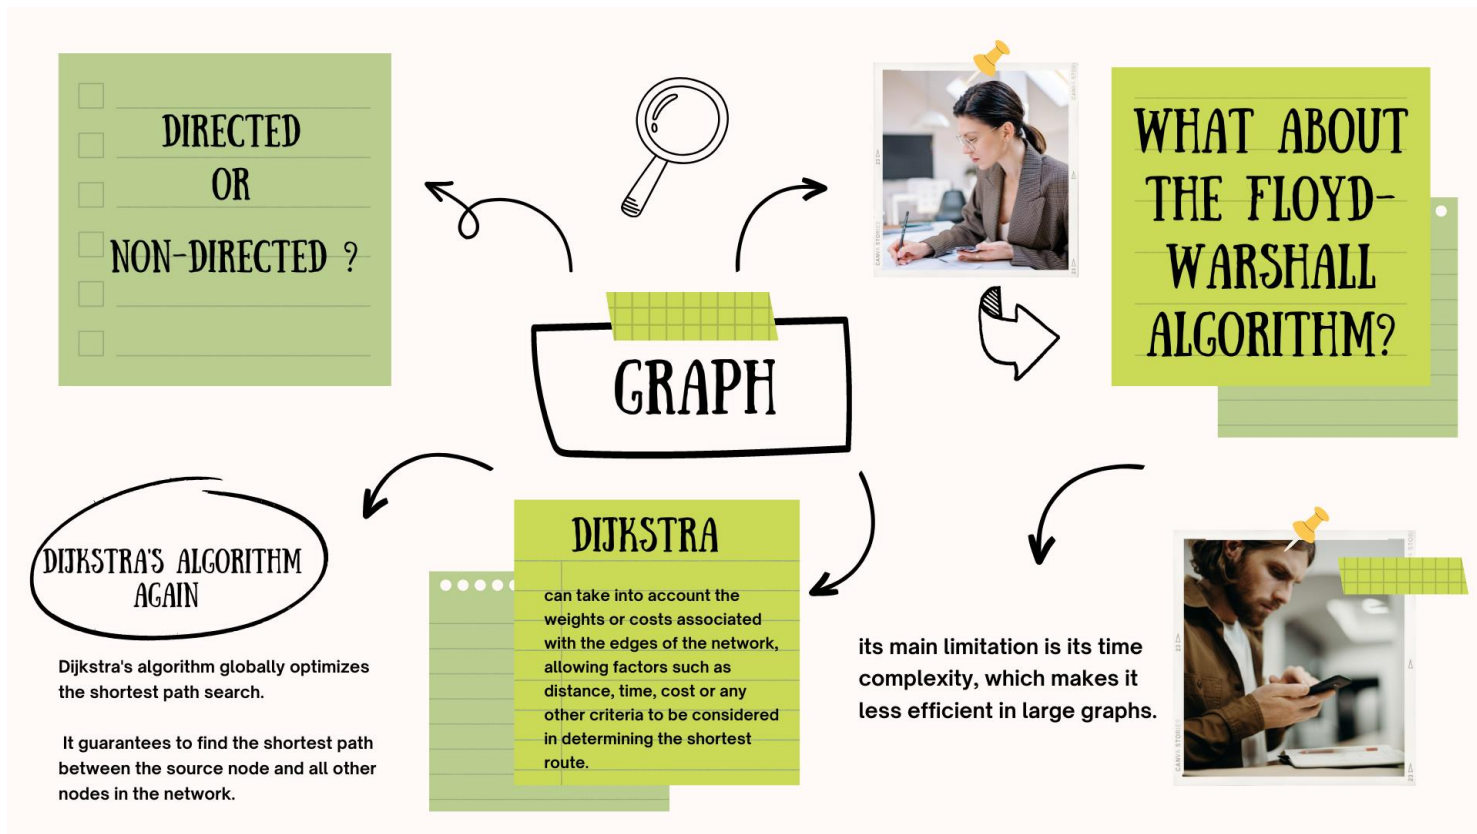 DIRECTED
OR
NON-DIRECTED ?
WHAT ABOUT
THE FLOYD-
WARSHALL
ALGORITHM?
GRAPH
DIJKSTRA'S ALGORITHM
AGAIN
Dijkstra's algorithm globally optimizes
the shortest path search.
It guarantees to find the shortest path
between the source node and all other
nodes in the network.
DIJKSTRA
can take into account the
weights or costs associated
with the edges of the network,
allowing factors such as
distance, time, cost or any
other criteria to be considered
in determining the shortest
route.
its main limitation is its time
complexity, which makes it
less efficient in large graphs.
CANVA STORIES
CANVA STORIES